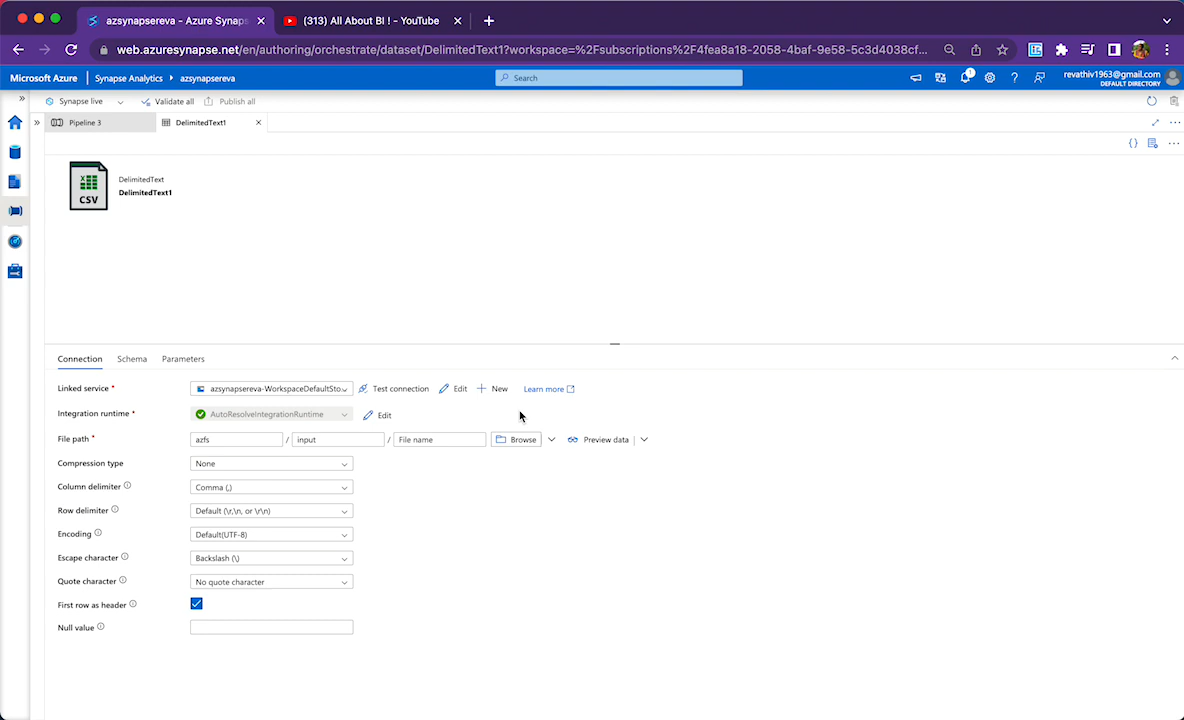 azsynapsereva - Azure Synaps
(313) All About BI ! - YouTube
web.azuresynapse.net/en/authoring/orchestrate/dataset/DelimitedText1?workspace=%2Fsubscriptions%2F4fea8a18-2058-4baf-9e58-5c3d4038cf...
Microsoft Azure
Synapse Analytics
azsynapsereva
Search
1
revathiv1963@gmail.com
DEFAULT DIRECTORY
Synapse live
Validate all
Publish all
Pipeline 3
DelimitedText1
CSV
DelimitedText
DelimitedText1
Connection
Schema
Parameters
Linked service *
azsynapsereva-WorkspaceDefaultSto...
Test connection
Edit
New
Learn more
Integration runtime *
AutoResolveIntegrationRuntime
Edit
File path *
azfs / input / File name
Browse
Preview data
Compression type
None
Column delimiter
Comma (,)
Row delimiter
Default (\r,\n, or \r\n)
Encoding
Default(UTF-8)
Escape character
Backslash (\)
Quote character
No quote character
First row as header
Null value